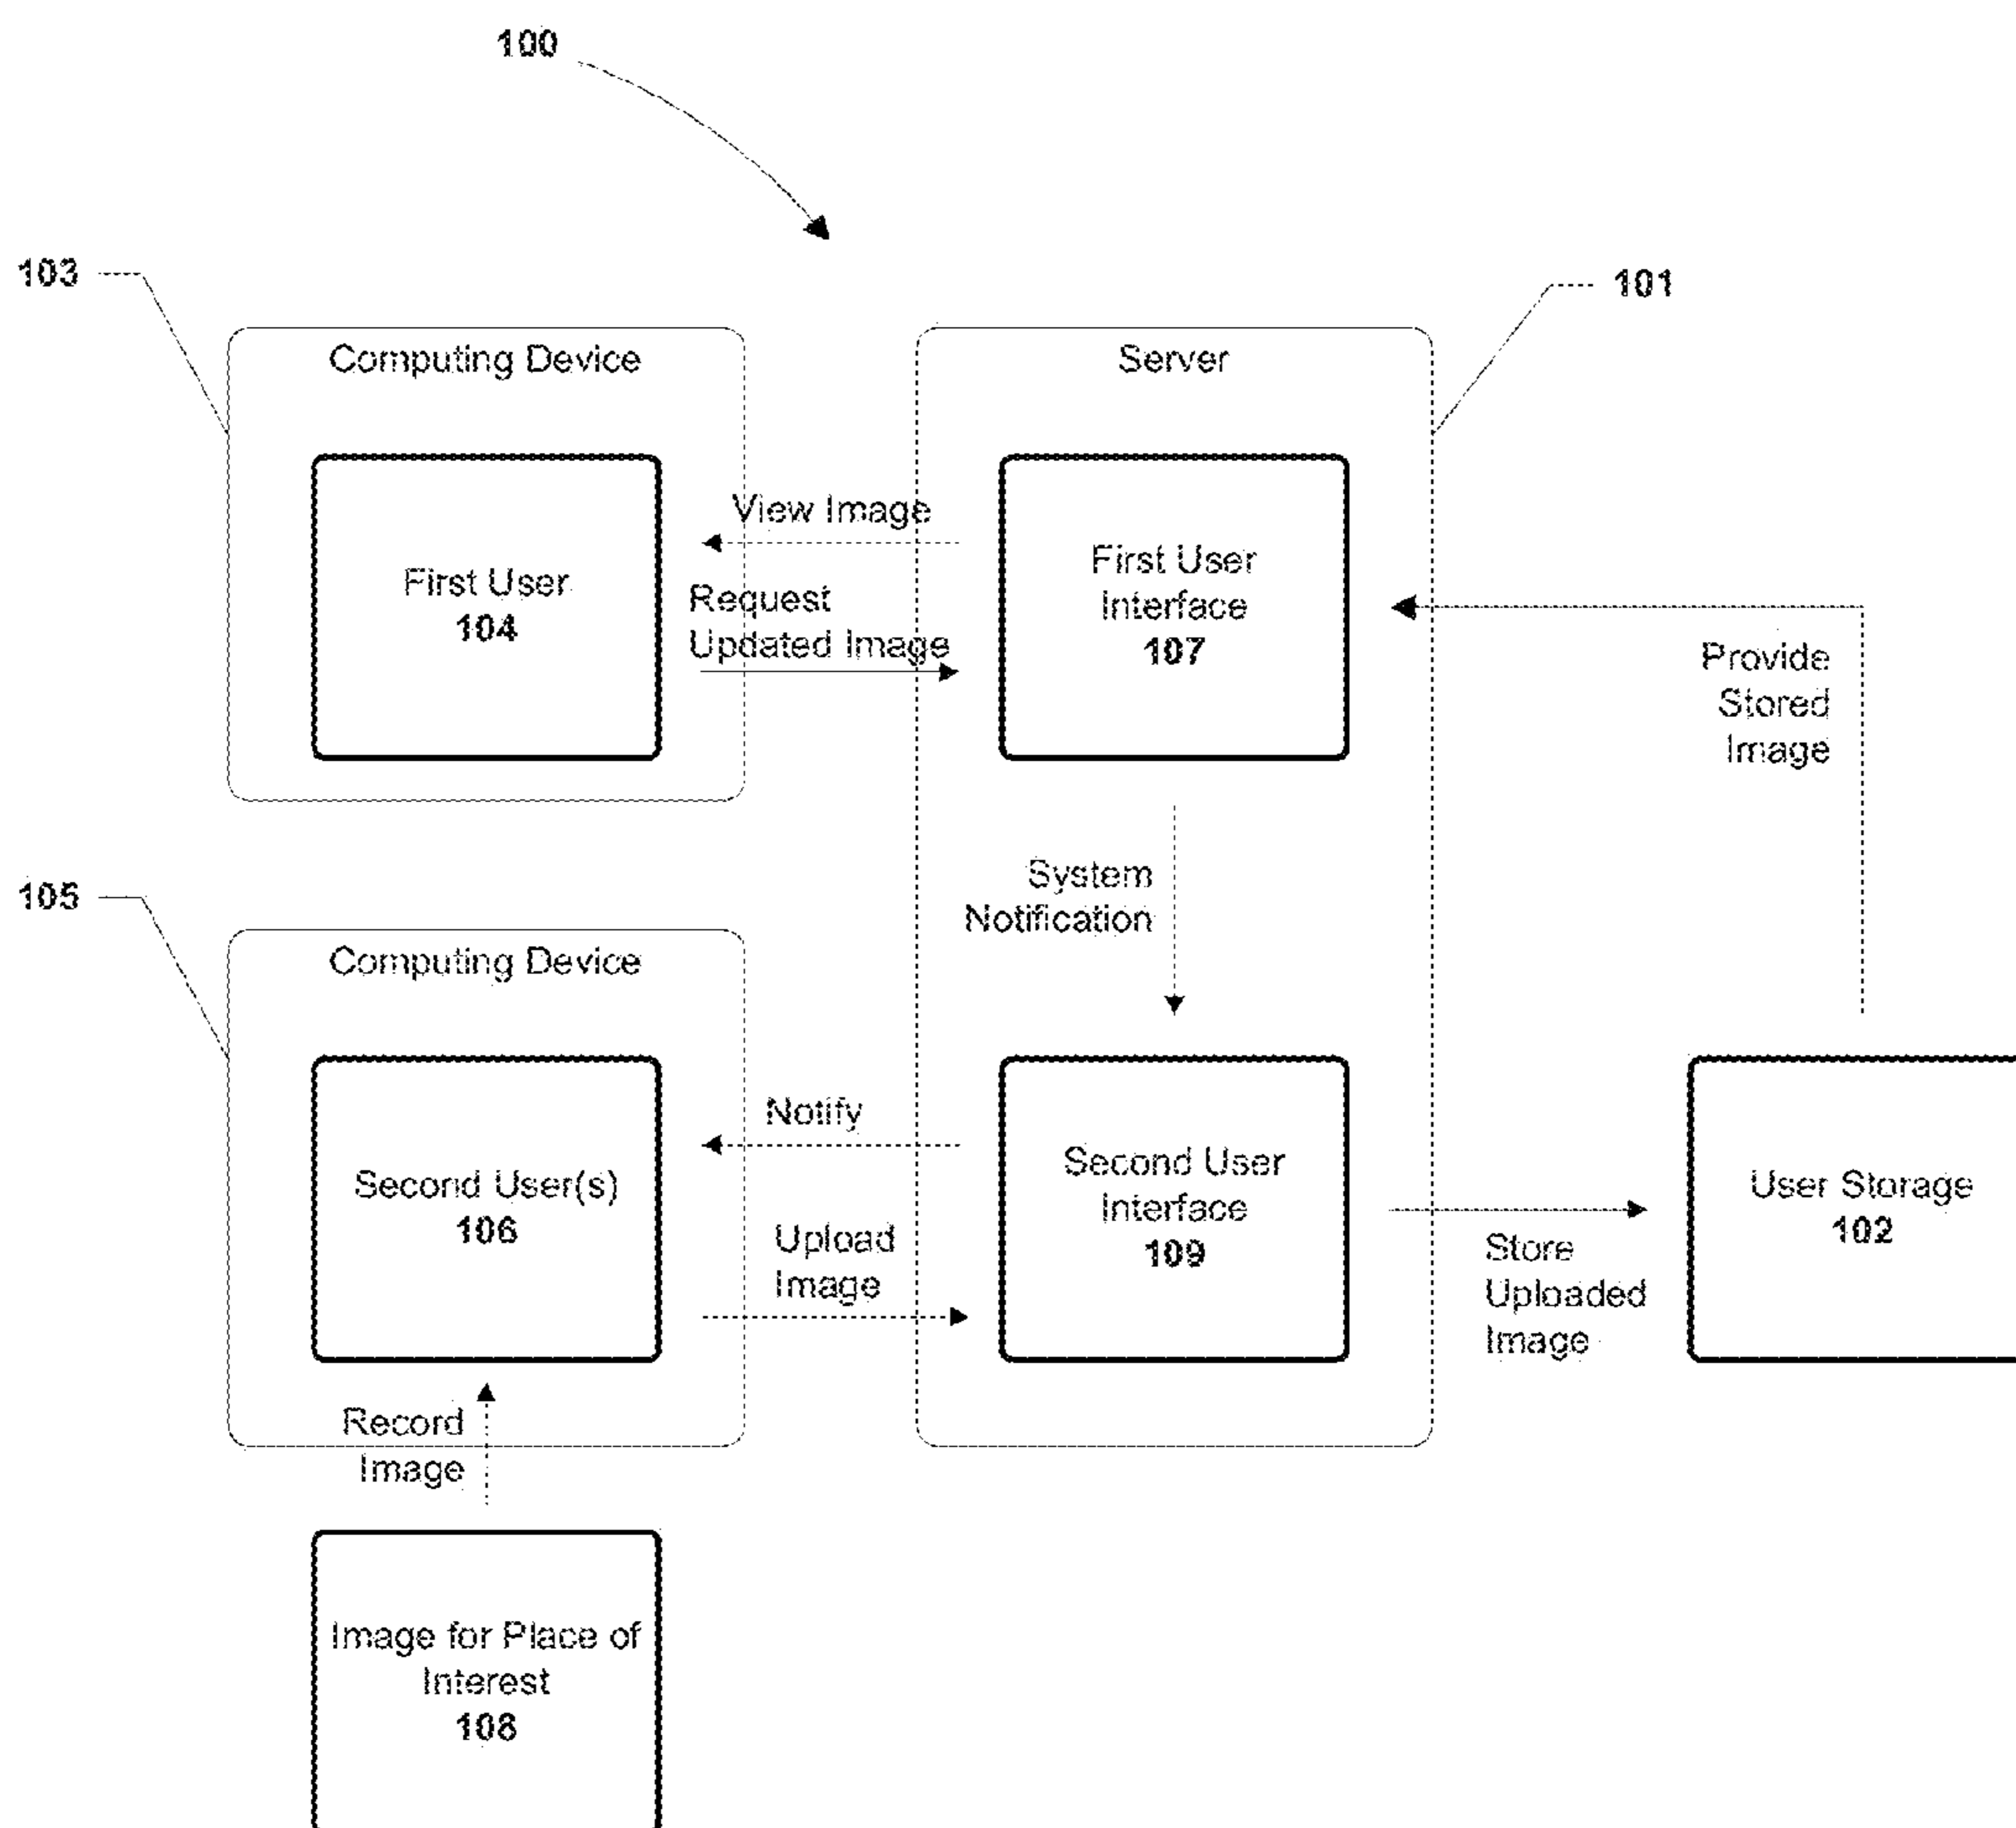 100
103
101
Computing Device
Server
View Image
First User
104
First User
Interface
107
Request
Updated Image
Provide
Stored
Image
System
Notification
105
Computing Device
Notify
Second User(s)
106
Second User
Interface
109
User Storage
102
Upload
Image
Store
Uploaded
Image
Record
Image
Image for Place of
Interest
108